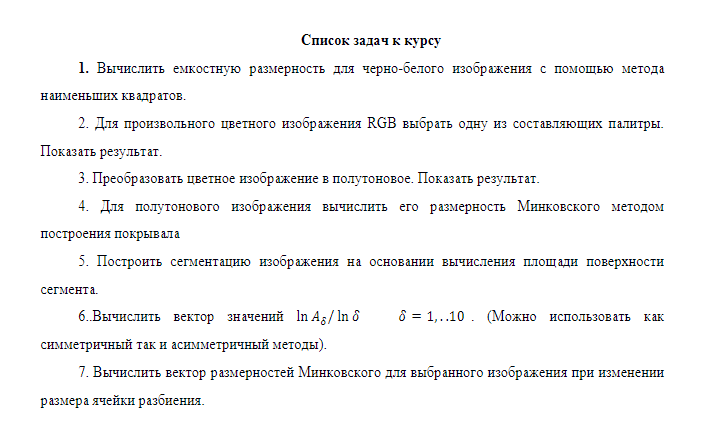 Список задач к курсу
1. Вычислить емкостную размерность для черно-белого изображения с помощью метода
наименьших квадратов.
2. Для произвольного цветного изображения RGB выбрать одну из составляющих палитры.
Показать результат.
3. Преобразовать цветное изображение в полутоновое. Показать результат.
4. Для полутонового изображения вычислить его размерность Минковского методом
построения покрывала
5. Построить сегментацию изображения на основании вычисления площади поверхности
сегмента.
6..Вычислить вектор значений ln 𝐴𝛿/ ln 𝛿 𝛿 = 1,..10 . (Можно использовать как
симметричный так и асимметричный методы).
7. Вычислить вектор размерностей Минковского для выбранного изображения при изменении
размера ячейки разбиения.